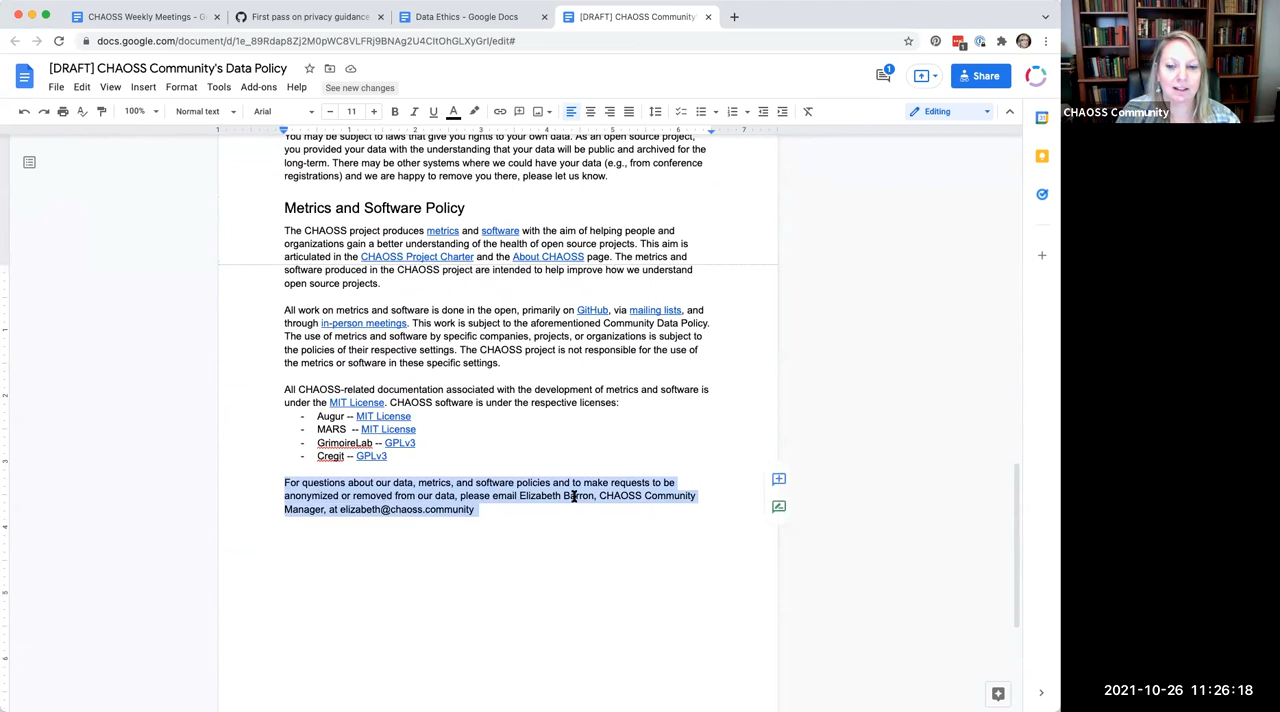 CHAOSS Weekly Meetings - G
First pass on privacy guidance
Data Ethics - Google Docs
[DRAFT] CHAOSS Community
docs.google.com/document/d/1e_89Rdap8Zj2M0pWC8VLFRj9BNAg2U4CItOhGLXyGrI/edit#
[DRAFT] CHAOSS Community's Data Policy
File Edit View Insert Format Tools Add-ons Help
See new changes
1
Share
CHAOSS Community
100%
Normal text
Arial
11
Editing
1 1 2 3 4 5 6 7
You may be subject to laws that give you rights to your own data. As an open source project,
you provided your data with the understanding that your data will be public and archived for the
long-term. There may be other systems where we could have your data (e.g., from conference
registrations) and we are happy to remove you there, please let us know.
Metrics and Software Policy
The CHAOSS project produces metrics and software with the aim of helping people and
organizations gain a better understanding of the health of open source projects. This aim is
articulated in the CHAOSS Project Charter and the About CHAOSS page. The metrics and
software produced in the CHAOSS project are intended to help improve how we understand
open source projects.
All work on metrics and software is done in the open, primarily on GitHub, via mailing lists, and
through in-person meetings. This work is subject to the aforementioned Community Data Policy.
The use of metrics and software by specific companies, projects, or organizations is subject to
the policies of their respective settings. The CHAOSS project is not responsible for the use of
the metrics or software in these specific settings.
All CHAOSS-related documentation associated with the development of metrics and software is
under the MIT License. CHAOSS software is under the respective licenses:
- Augur -- MIT License
- MARS -- MIT License
- GrimoireLab -- GPLv3
- Cregit -- GPLv3
For questions about our data, metrics, and software policies and to make requests to be
anonymized or removed from our data, please email Elizabeth Barron, CHAOSS Community
Manager, at elizabeth@chaoss.community
2021-10-26 11:26:18